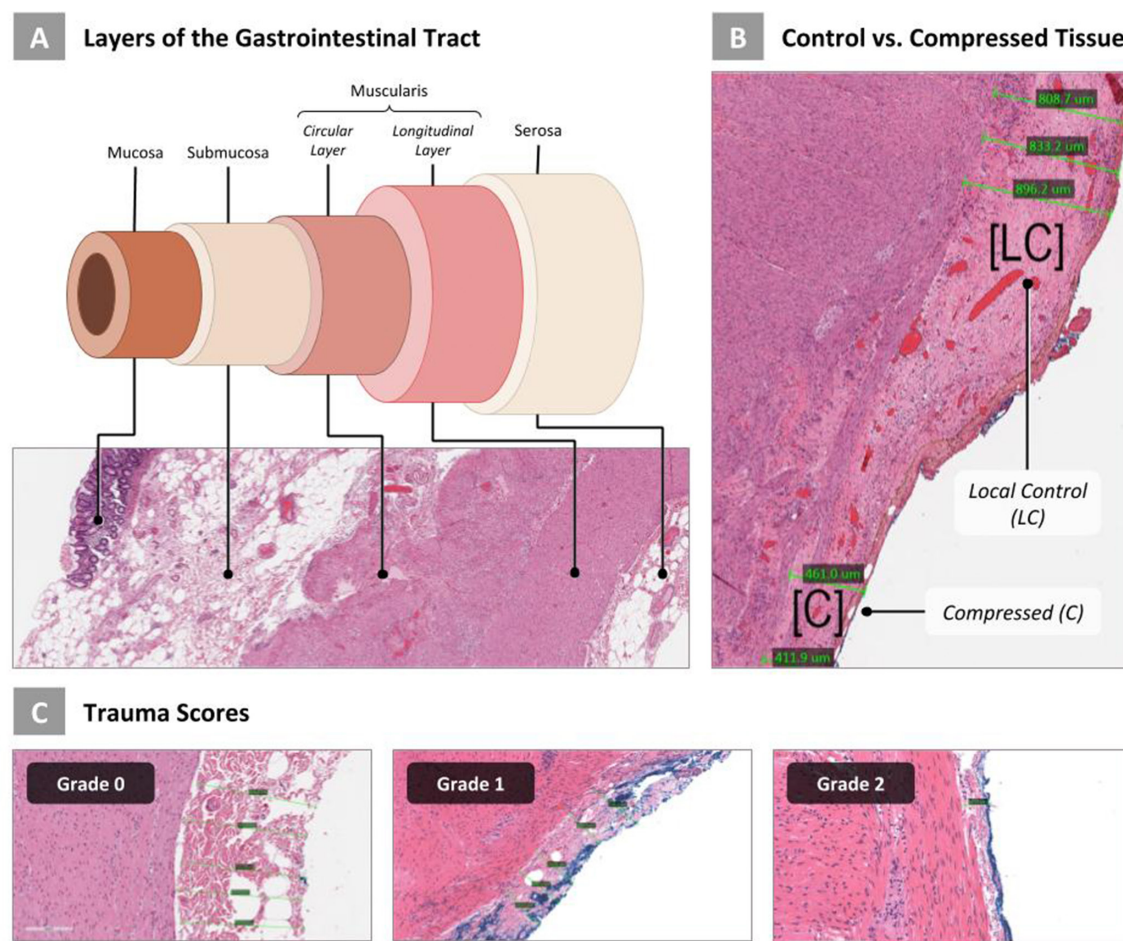 A
Layers of the Gastrointestinal Tract
Muscularis
Circular
Layer
Longitudinal
Layer
Serosa
Mucosa
Submucosa
B
Control vs. Compressed Tissue
808.7 um
833.2 um
896.2 um
[LC]
Local Control
(LC)
461.0 um
[C]
Compressed (C)
411.9 um
C
Trauma Scores
Grade 0
Grade 1
Grade 2